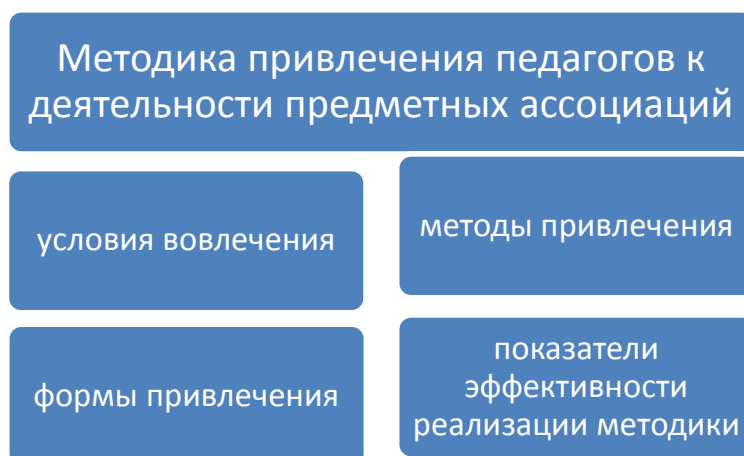 Методика привлечения педагогов к
деятельности предметных ассоциаций
условия вовлечения
методы привлечения
формы привлечения
показатели
эффективности
реализации методики